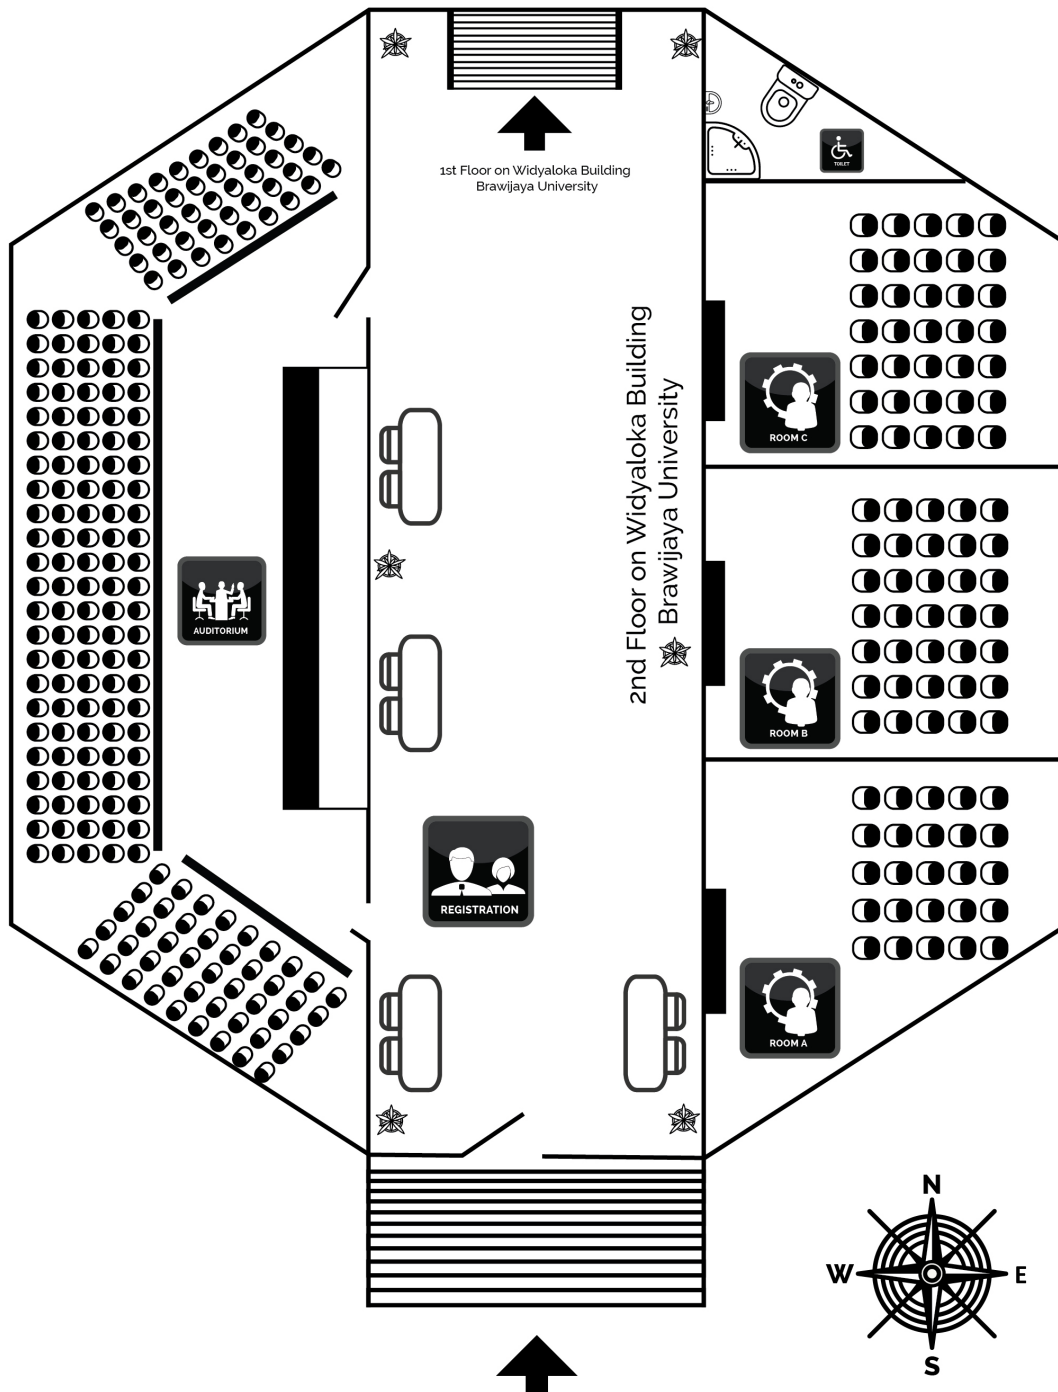 1st Floor on Widyaloka Building
Brawijaya University
TOILET
ROOM C
2nd Floor on Widyaloka Building
Brawijaya University
AUDITORIUM
ROOM B
REGISTRATION
ROOM A
N
W
E
S